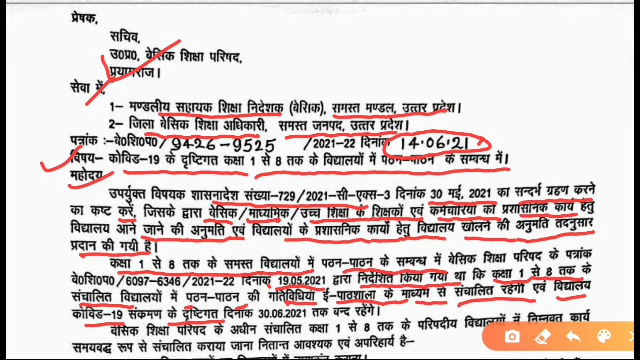 प्रेषक,
सचिव,
उ०प्र०, बेसिक शिक्षा परिषद,
प्रयागराज।
सेवा में,
1- मण्डलीय सहायक शिक्षा निदेशक (बेसिक), समस्त मण्डल, उत्तर प्रदेश।
2- जिला बेसिक शिक्षा अधिकारी, समस्त जनपद, उत्तर प्रदेश।
पत्रांक :-बे०शि०प०/ 9426-9525 /2021-22 दिनांक 14.06.21
विषय- कोविड-19 के दृष्टिगत कक्षा 1 से 8 तक के विद्यालयों में पठन-पाठन के सम्बन्ध में।
महोदय,
उपर्युक्त विषयक शासनादेश संख्या-729/2021-सी-एक्स-3 दिनांक 30 मई, 2021 का सन्दर्भ ग्रहण करने
का कष्ट करें, जिसके द्वारा बेसिक/माध्यमिक/उच्च शिक्षा के शिक्षकों एवं कर्मचारियों को प्रशासनिक कार्य हेतु
विद्यालय आने जाने की अनुमति एवं विद्यालयों के प्रशासनिक कार्यो हेतु विद्यालय खोलने की अनुमति तदनुसार
प्रदान की गयी है।
कक्षा 1 से 8 तक के समस्त विद्यालयों में पठन-पाठन के सम्बन्ध में बेसिक शिक्षा परिषद के पत्रांक
बे०शि०प०/6097-6346/2021-22 दिनांक 19.05.2021 द्वारा निर्देशित किया गया था कि कक्षा 1 से 8 तक के
संचालित विद्यालयों में पठन-पाठन की गतिविधियां ई-पाठशाला के माध्यम से संचालित रहेंगी एवं विद्यालय
कोविड-19 संक्रमण के दृष्टिगत दिनांक 30.06.2021 तक बन्द रहेंगे।
बेसिक शिक्षा परिषद के अधीन संचालित कक्षा 1 से 8 तक के परिषदीय विद्यालयों में निम्नवत् कार्य
समयबद्ध रूप से संचालित कराया जाना नितान्त आवश्यक एवं अपरिहार्य है:-